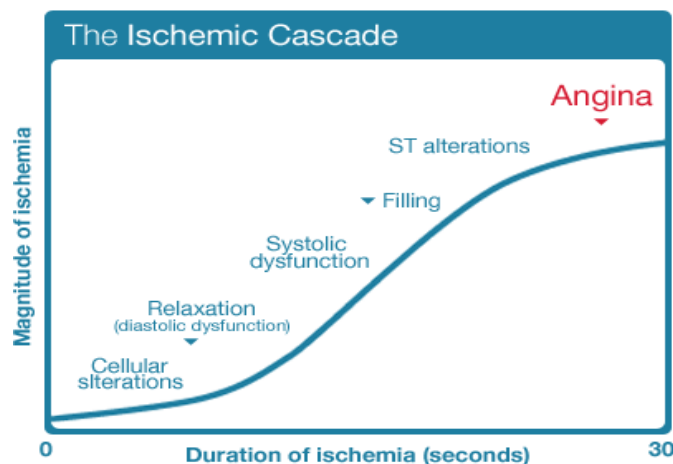 The Ischemic Cascade
Angina
ST alterations
Filling
Systolic
dysfunction
Relaxation
(diastolic dysfunction)
Cellular
slterations
Magnitude of ischemia
0
Duration of ischemia (seconds)
30